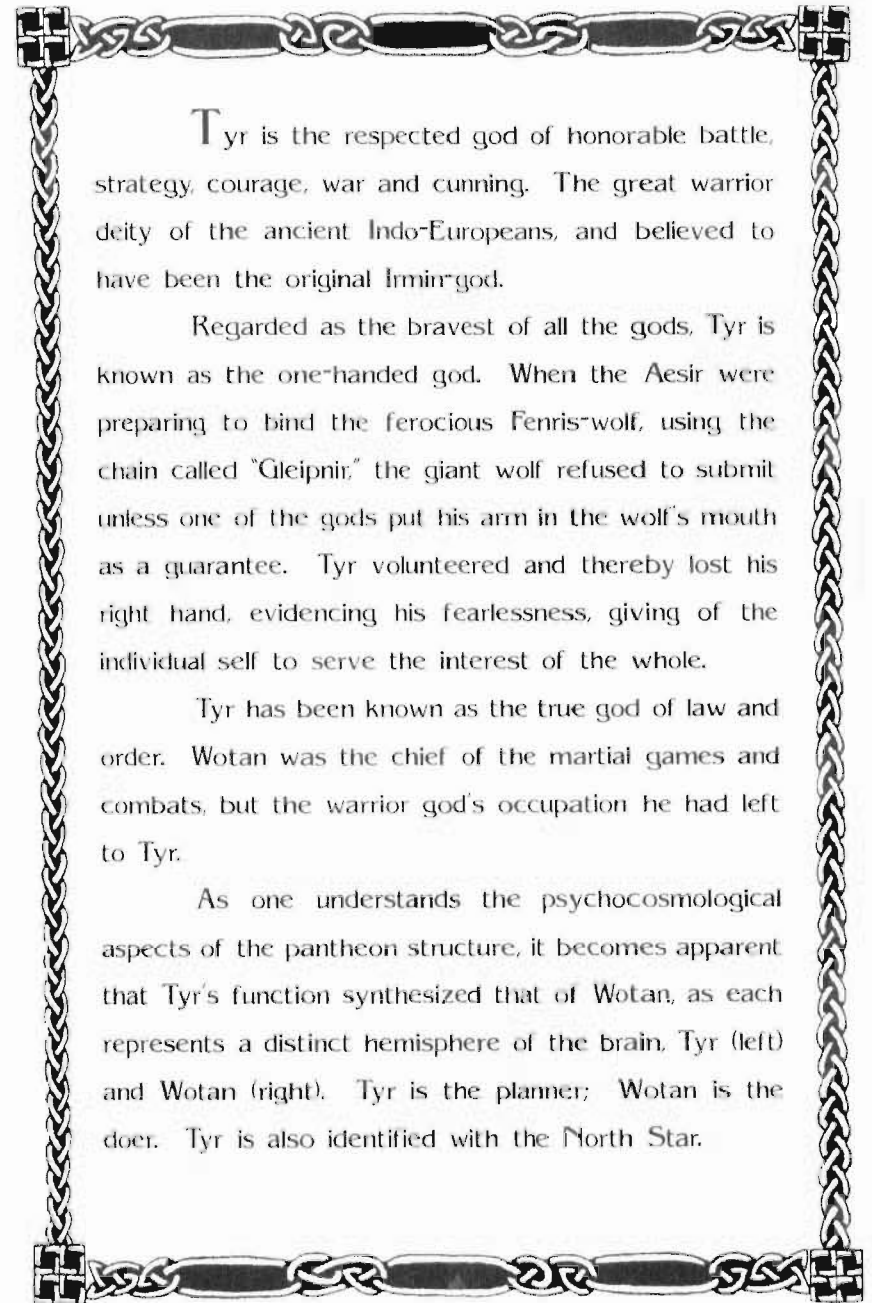 Tyr is the respected god of honorable battle,
strategy, courage, war and cunning. The great warrior
deity of the ancient Indo-Europeans, and believed to
have been the original Irmin-god.
Regarded as the bravest of all the gods, Tyr is
known as the one-handed god. When the Aesir were
preparing to bind the ferocious Fenris-wolf, using the
chain called "Gleipnir," the giant wolf refused to submit
unless one of the gods put his arm in the wolf's mouth
as a guarantee. Tyr volunteered and thereby lost his
right hand, evidencing his fearlessness, giving of the
individual self to serve the interest of the whole.
Tyr has been known as the true god of law and
order. Wotan was the chief of the martial games and
combats, but the warrior god's occupation he had left
to Tyr.
As one understands the psychocosmological
aspects of the pantheon structure, it becomes apparent
that Tyr's function synthesized that of Wotan, as each
represents a distinct hemisphere of the brain, Tyr (left)
and Wotan (right). Tyr is the planner; Wotan is the
doer. Tyr is also identified with the North Star.